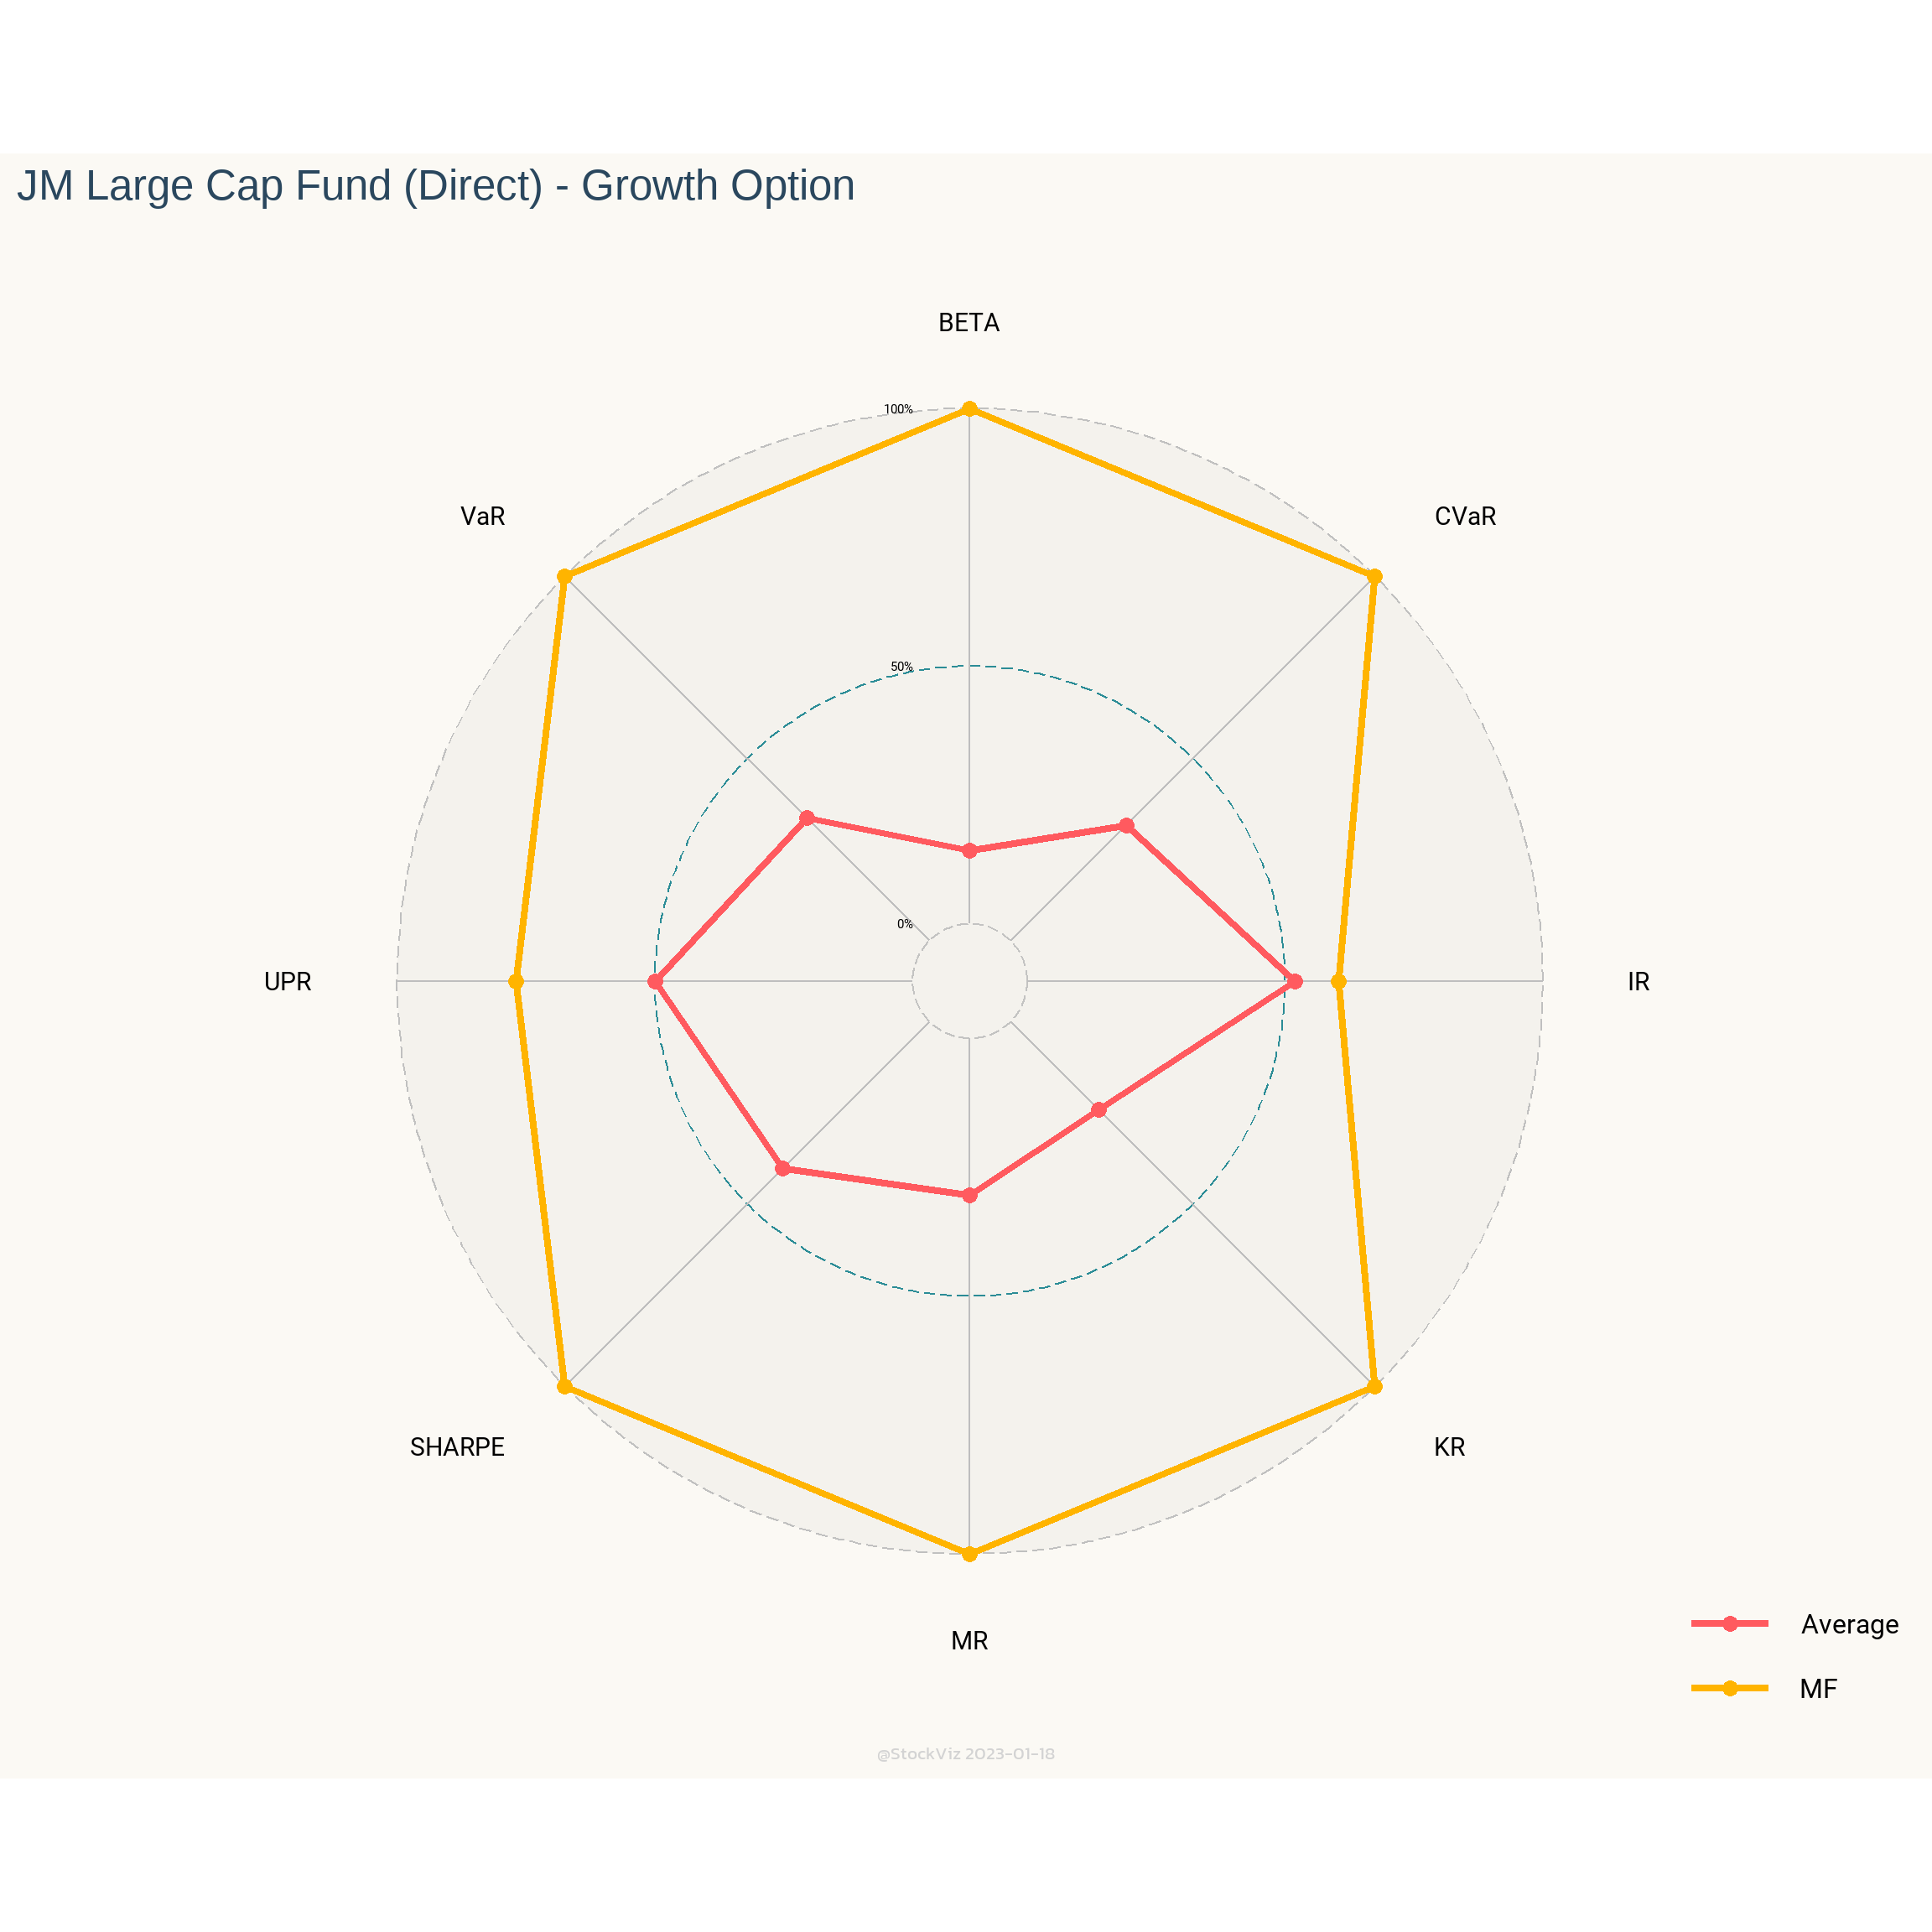 JM Large Cap Fund (Direct) - Growth Option
BETA
100%
VaR
CVaR
50%
0%
UPR
IR
SHARPE
KR
MR
Average
MF
@StockViz 2023-01-18